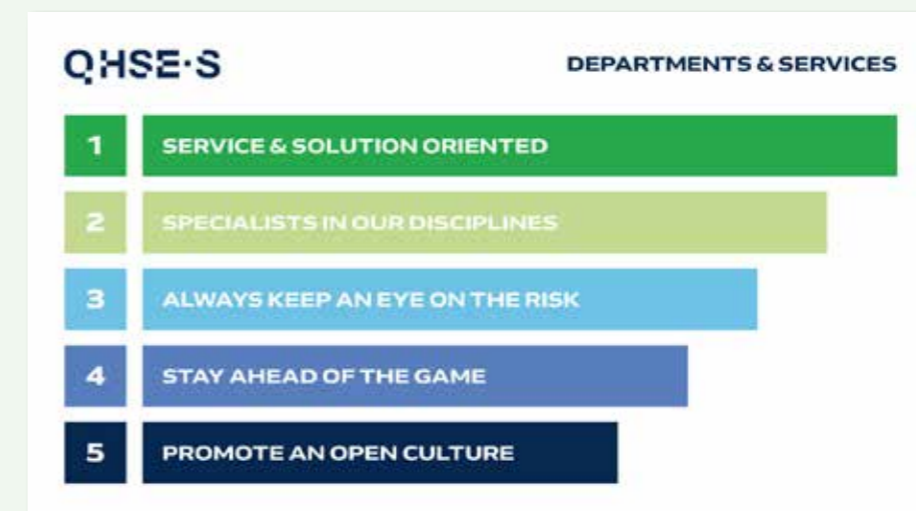 QHSE·S
DEPARTMENTS & SERVICES
1 SERVICE & SOLUTION ORIENTED
2 SPECIALISTS IN OUR DISCIPLINES
3 ALWAYS KEEP AN EYE ON THE RISK
4 STAY AHEAD OF THE GAME
5 PROMOTE AN OPEN CULTURE